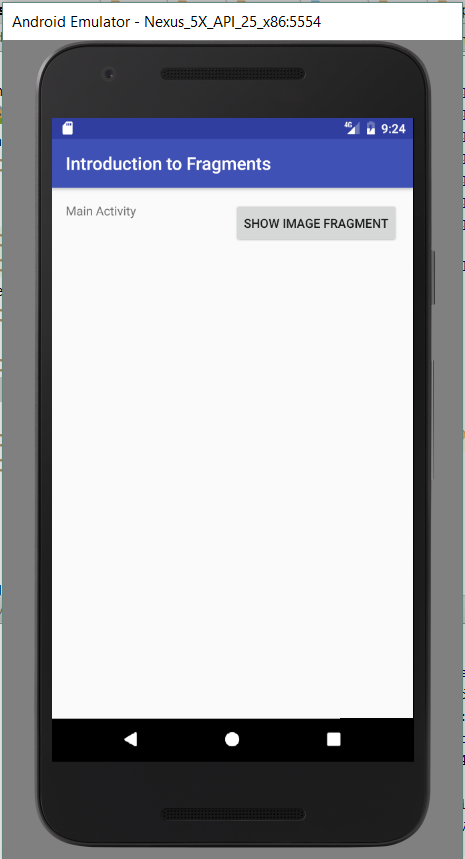 Android Emulator - Nexus_5X_API_25_x86:5554
4G 9:24
Introduction to Fragments
Main Activity
SHOW IMAGE FRAGMENT